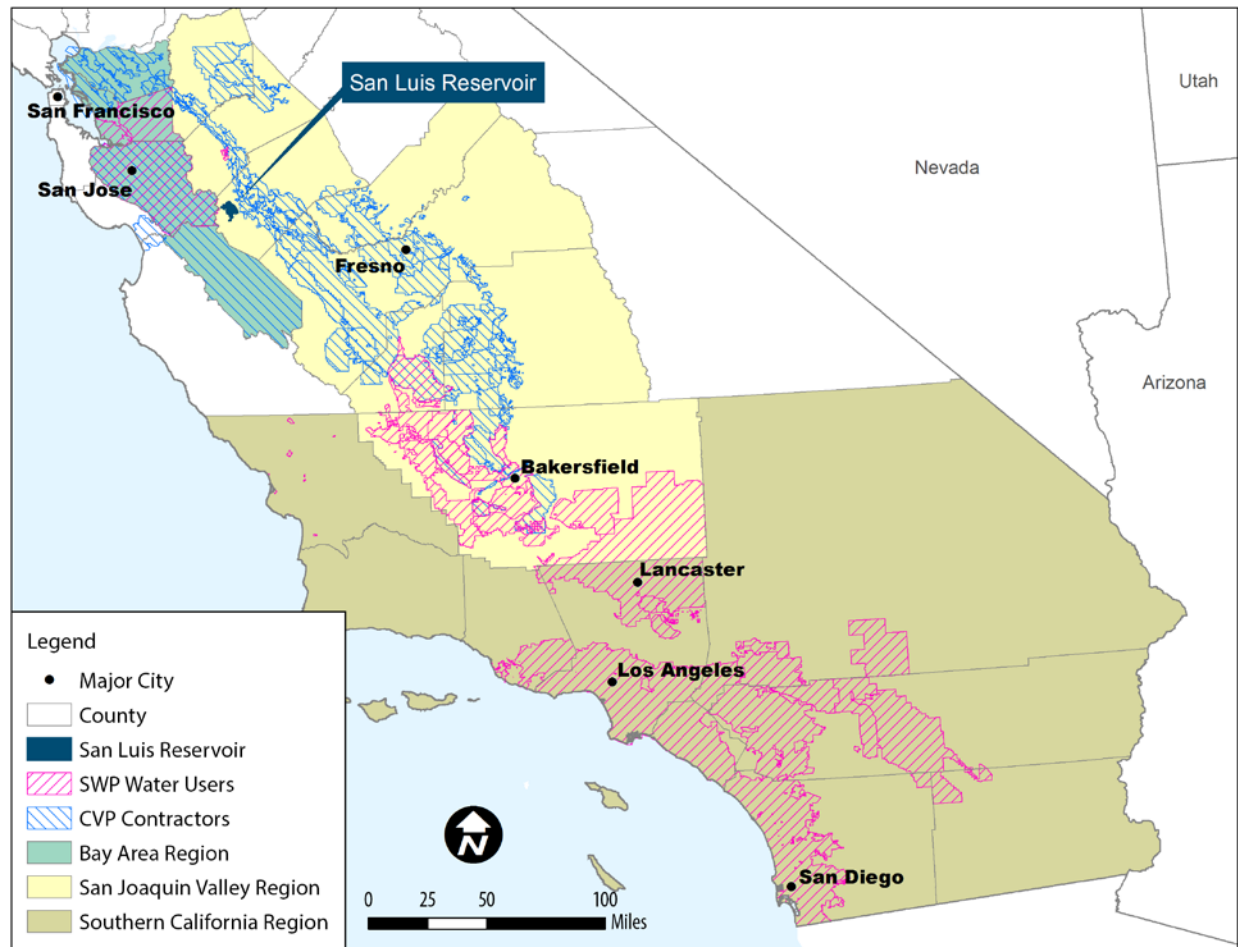 San Luis Reservoir
Utah
San Francisco
Nevada
San Jose
Fresno
Arizona
Bakersfield
Lancaster
Los Angeles
San Diego
Legend
Major City
County
San Luis Reservoir
SWP Water Users
CVP Contractors
Bay Area Region
San Joaquin Valley Region
Southern California Region
N
0 25 50 100
Miles